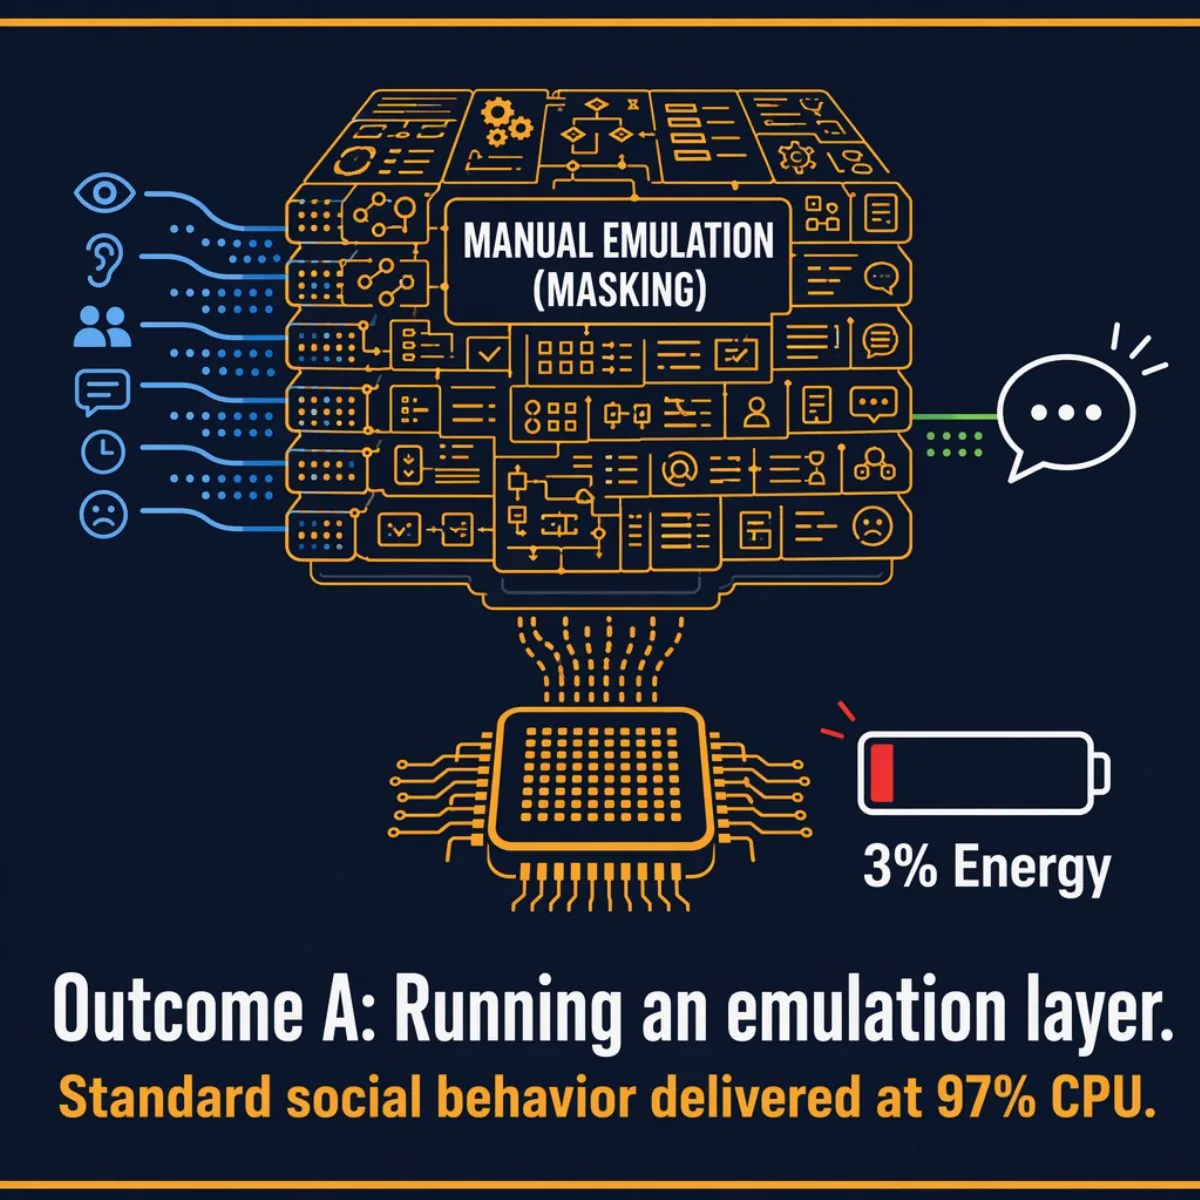 MANUAL EMULATION
(MASKING)
3% Energy
Outcome A: Running an emulation layer.
Standard social behavior delivered at 97% CPU.